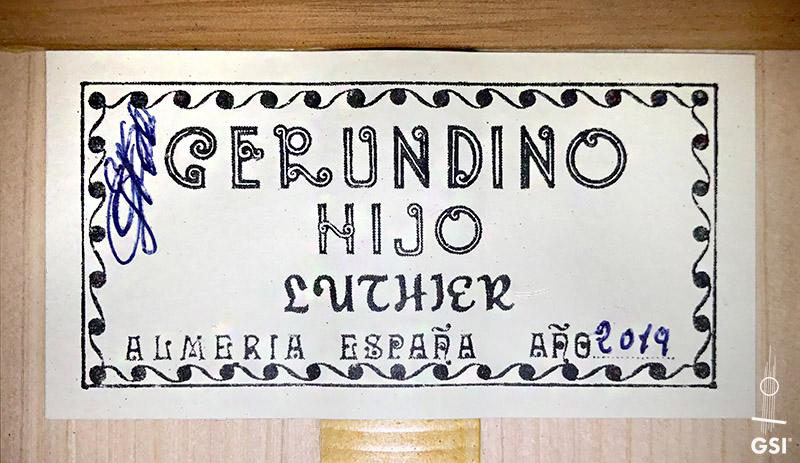 GERUNDINO
HIJO
LUTHIER
ALMERIA ESPAÑA AÑO 2019
GSI